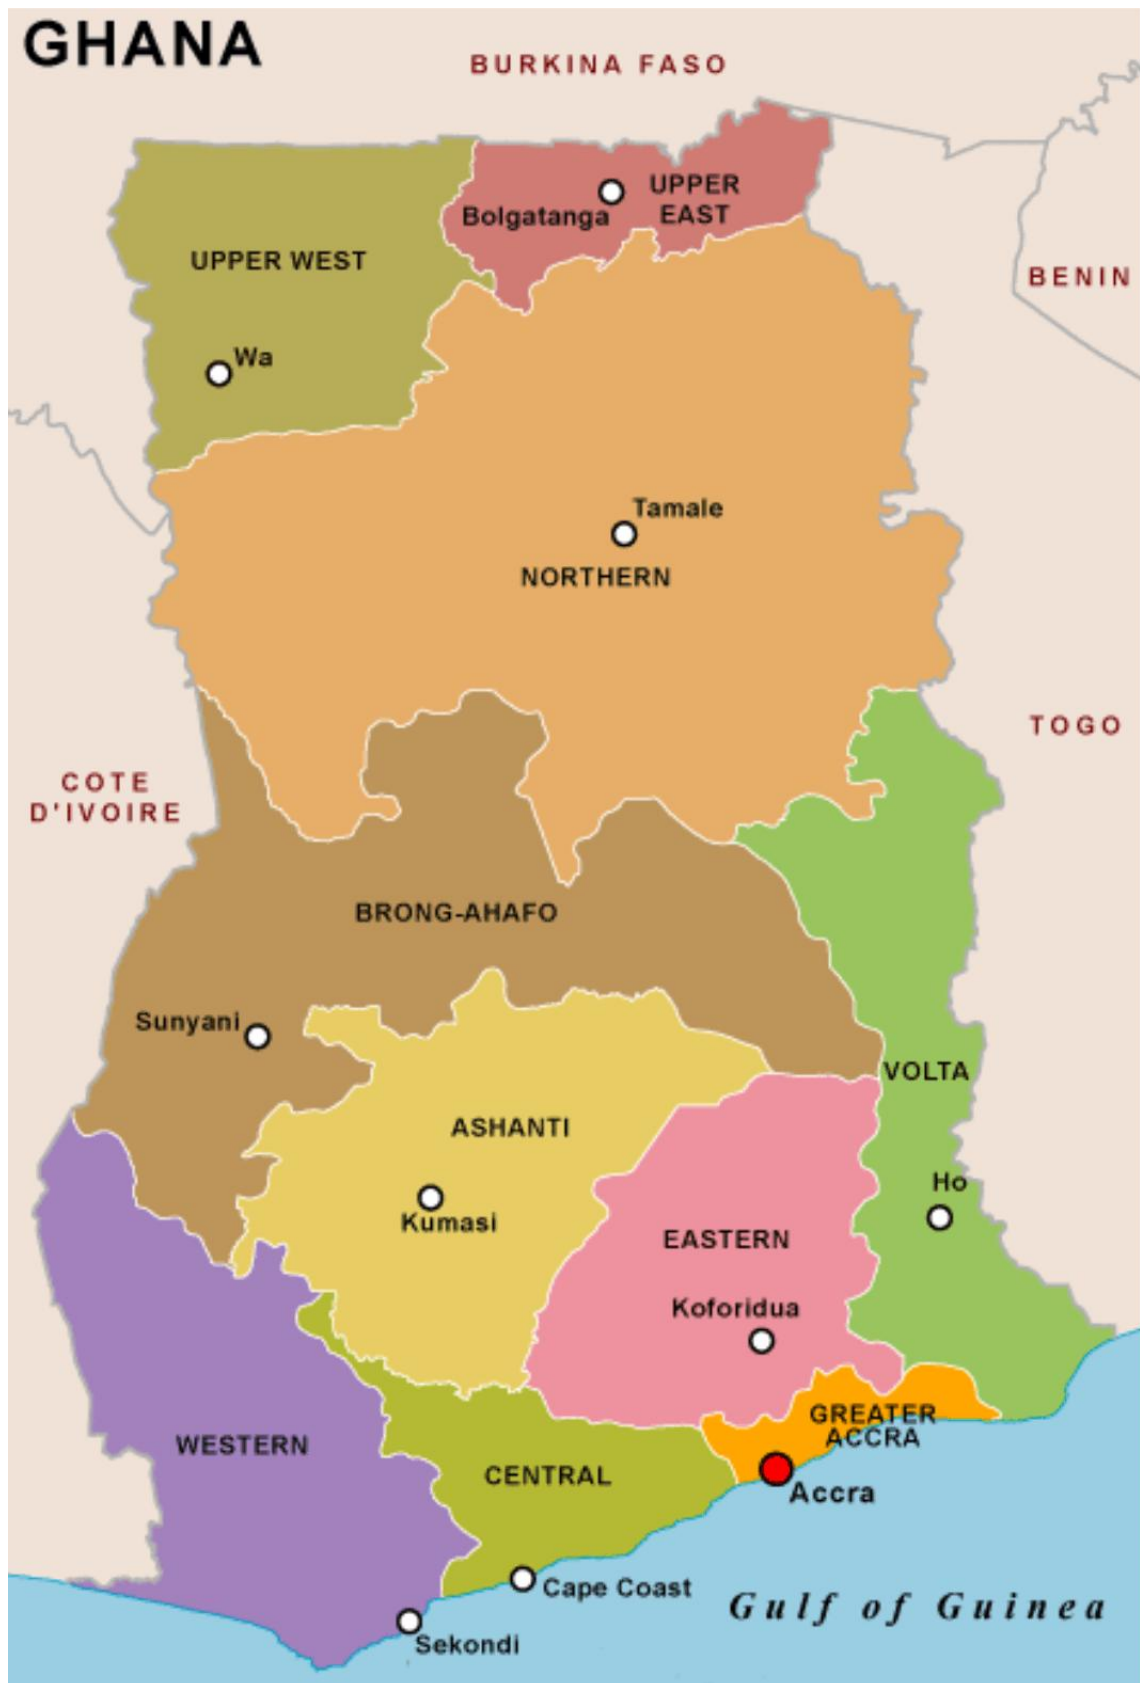 GHANA
BURKINA FASO
UPPER
EAST
Bolgatanga
UPPER WEST
BENIN
Wa
Tamale
NORTHERN
TOGO
COTE
D'IVOIRE
BRONG-AHAFO
Sunyani
VOLTA
ASHANTI
Ho
Kumasi
EASTERN
Koforidua
GREATER
ACCRA
WESTERN
CENTRAL
Accra
Cape Coast
Gulf of Guinea
Sekondi